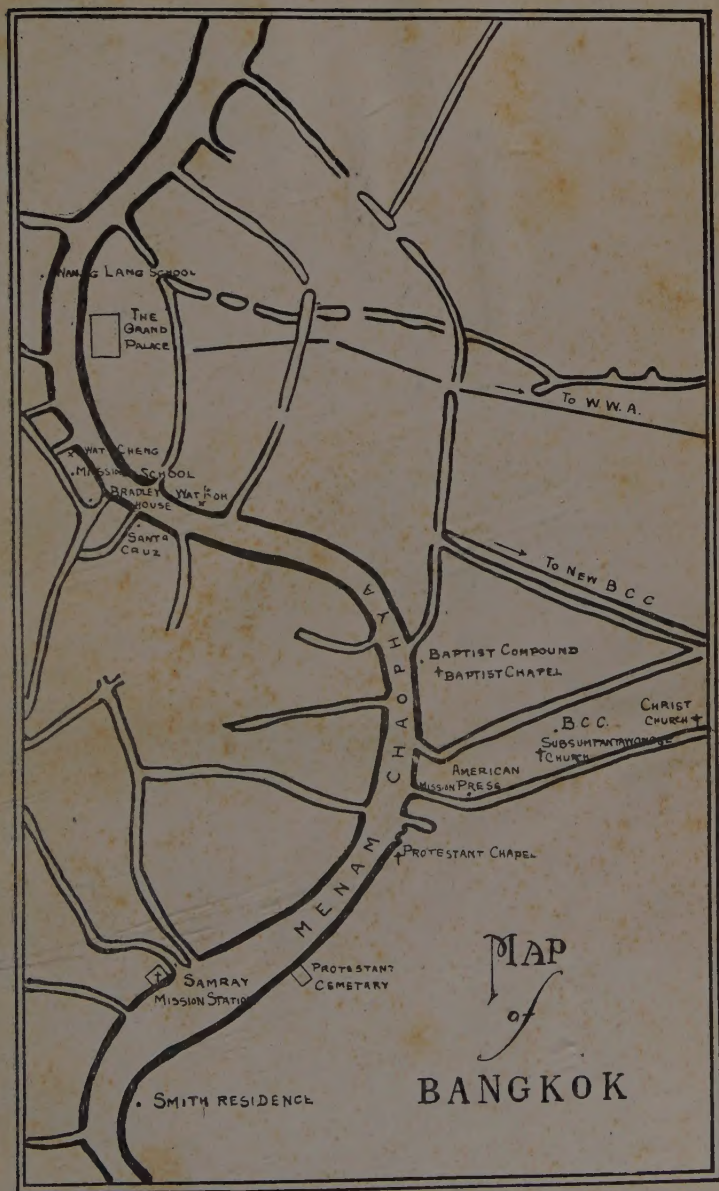 WANG LANG SCHOOL
THE
GRAND
PALACE
TO W.W.A.
WAT CHENG
MISSION SCHOOL
BRADLEY
HOUSE
WAT KOH
SANTA
CRUZ
TO NEW B C C
MENAM CHAOPHYA
BAPTIST COMPOUND
BAPTIST CHAPEL
CHRIST
CHURCH
B.C.C.
CHURCH
AMERICAN
MISSION PRESS
PROTESTANT CHAPEL
SAMRAY
MISSION STATION
PROTESTANT
CEMETARY
SMITH RESIDENCE
MAP
of
BANGKOK